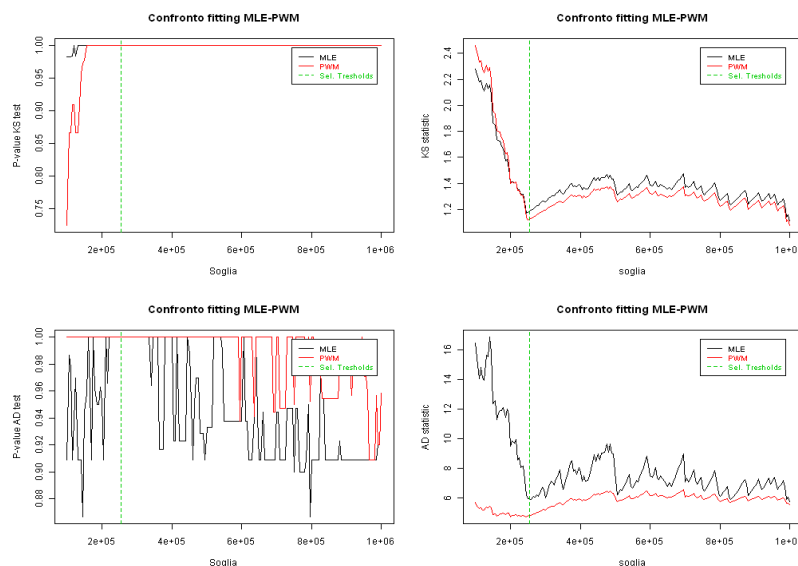 Confronto fitting MLE-PWM
P-value KS test
1.00
0.95
0.90
0.85
0.80
0.75
MLE
PWM
Sel. Tresholds
2e+05
4e+05
6e+05
8e+05
1e+06
Soglia
Confronto fitting MLE-PWM
KS statistic
2.4
2.2
2.0
1.8
1.6
1.4
1.2
MLE
PWM
Sel. Tresholds
2e+05
4e+05
6e+05
8e+05
1e+0
soglia
Confronto fitting MLE-PWM
P-value AD test
1.00
0.98
0.96
0.94
0.92
0.90
0.88
MLE
PWM
Sel. Tresholds
2e+05
4e+05
6e+05
8e+05
1e+06
Soglia
Confronto fitting MLE-PWM
AD statistic
16
14
12
10
8
6
MLE
PWM
Sel. Tresholds
2e+05
4e+05
6e+05
8e+05
1e+0
soglia